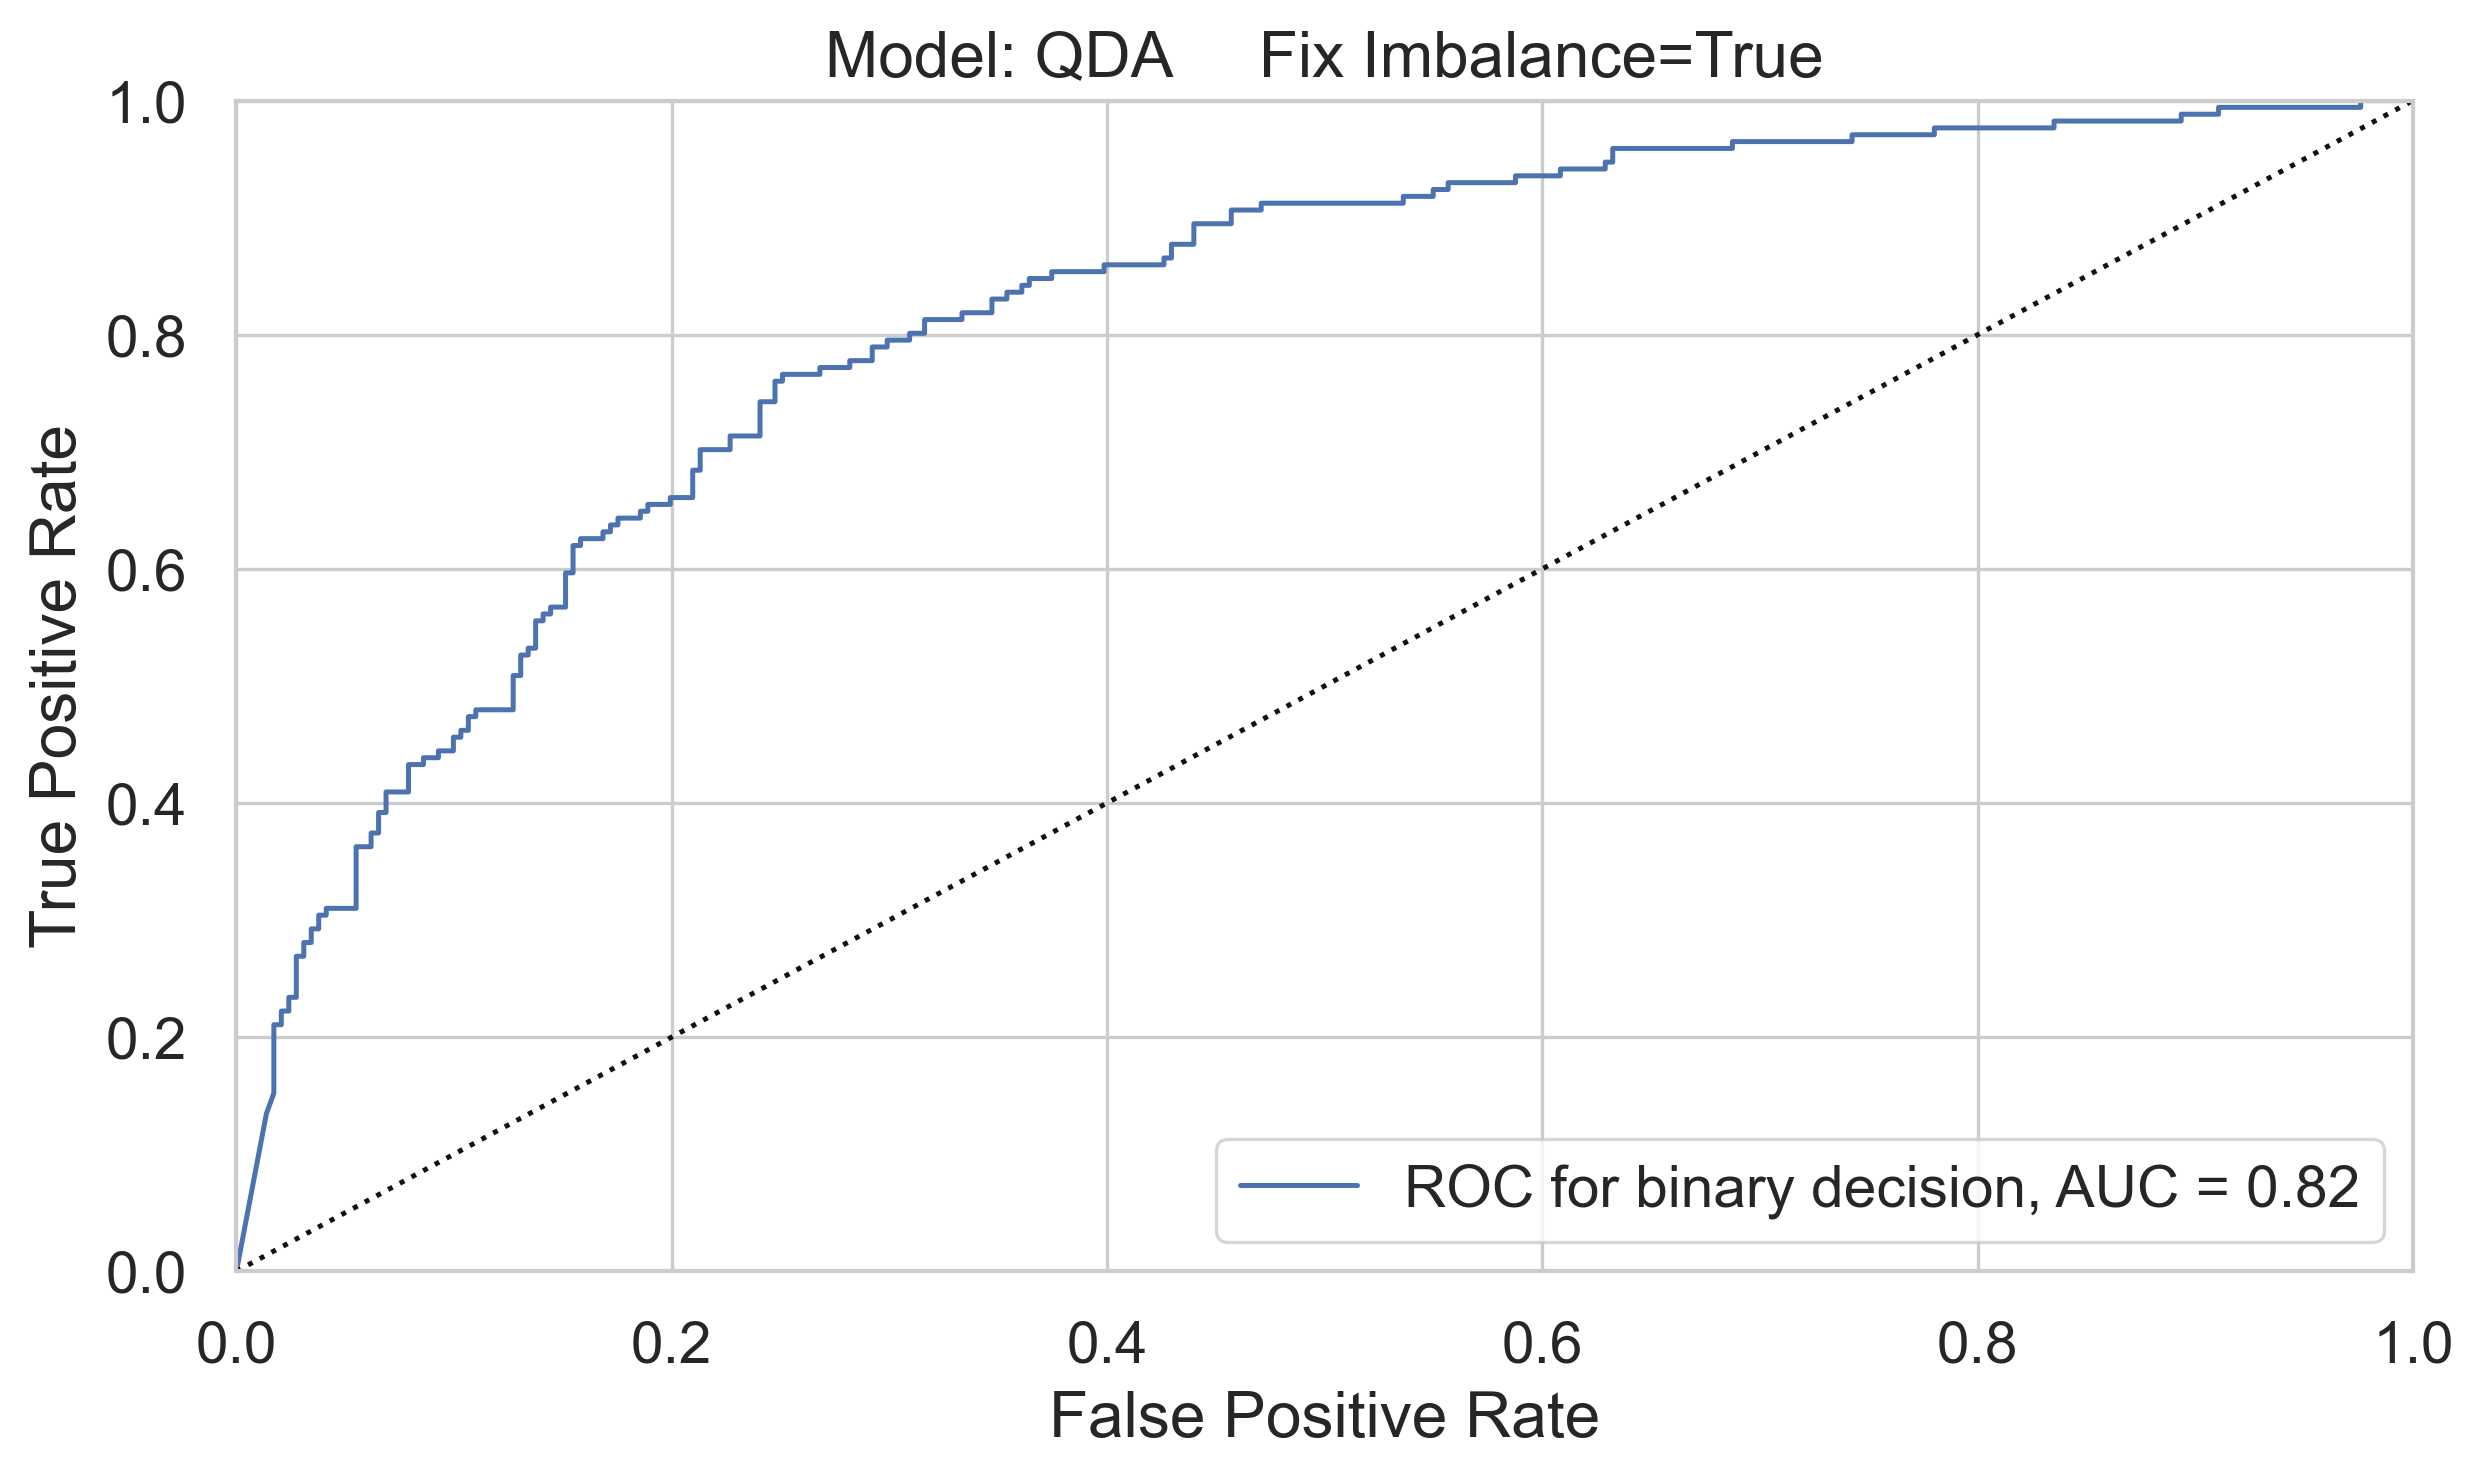 Model: QDA     Fix Imbalance=True
1.0
0.8
0.6
0.4
0.2
0.0
True Positive Rate
ROC for binary decision, AUC = 0.82
0.0 0.2 0.4 0.6 0.8 1.0
False Positive Rate